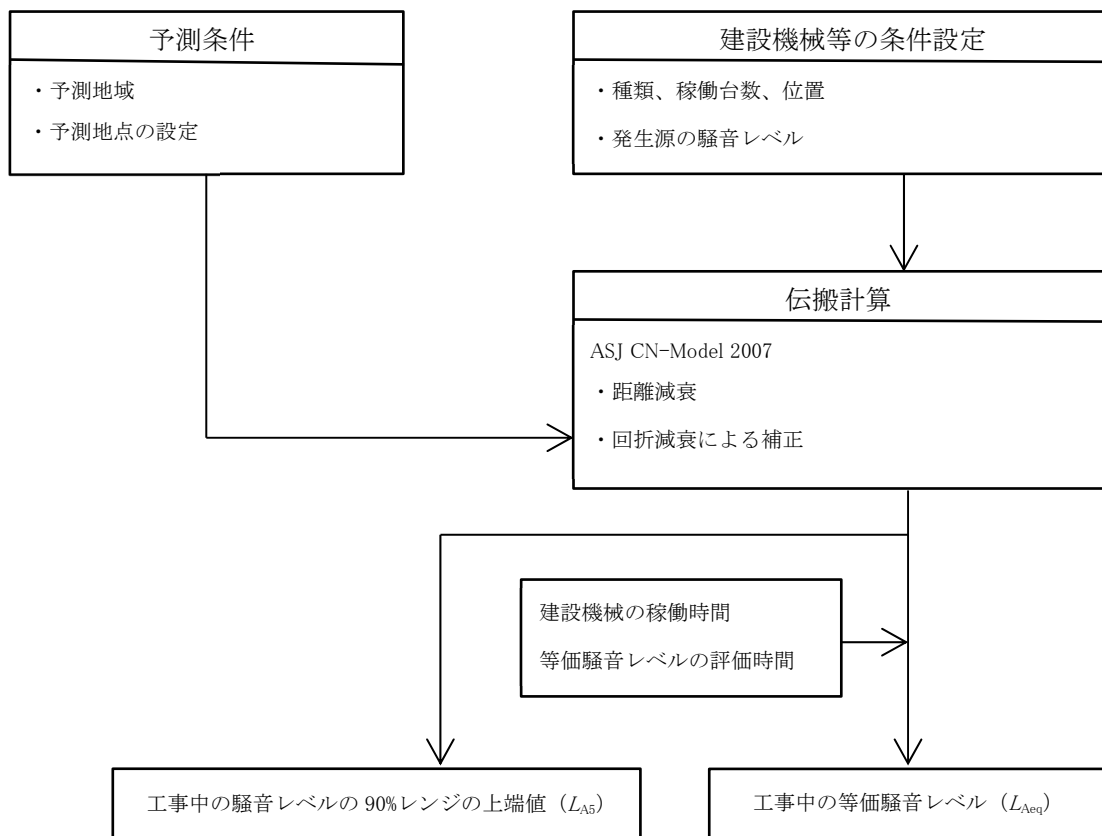 予測条件
・予測地域
・予測地点の設定
建設機械等の条件設定
・種類、稼働台数、位置
・発生源の騒音レベル
伝搬計算
ASJ CN-Model 2007
・距離減衰
・回折減衰による補正
建設機械の稼働時間
等価騒音レベルの評価時間
工事中の騒音レベルの 90%レンジの上端値（LA5）
工事中の等価騒音レベル（LAeq）